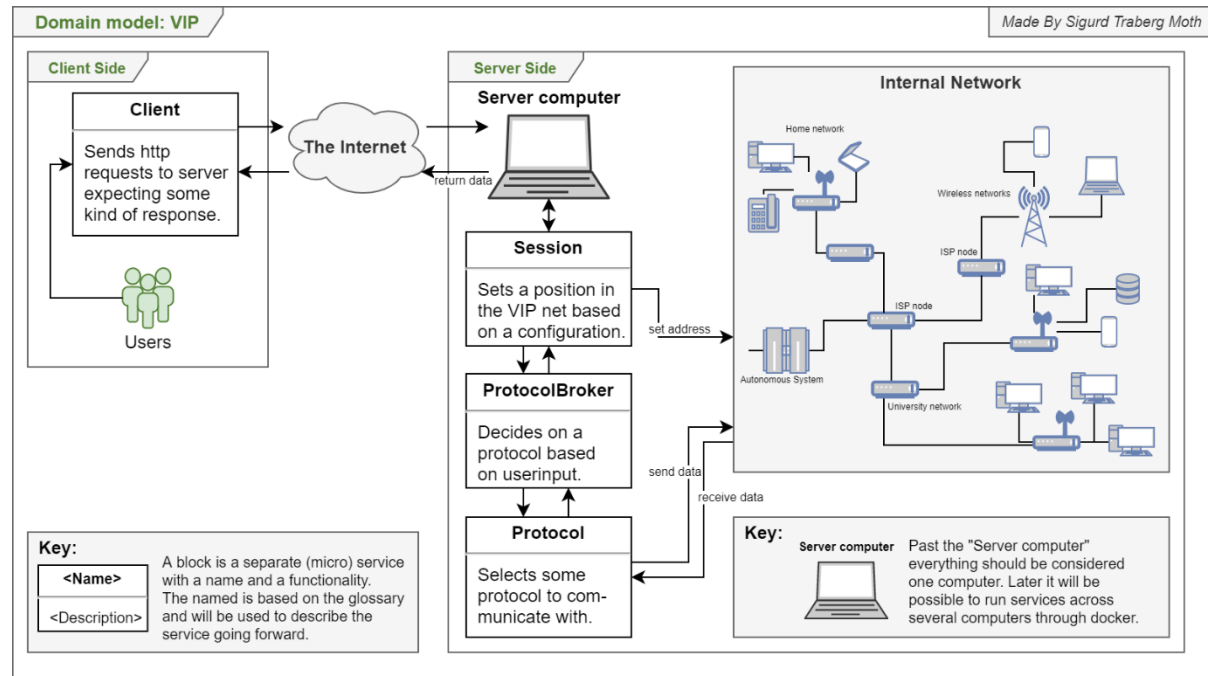 Domain model: VIP
Made By Sigurd Traberg Moth
Client Side
Client
Sends http
requests to server
expecting some
kind of response.
Users
The Internet
return data
Server Side
Server computer
Session
Sets a position in
the VIP net based
on a configuration.
set address
ProtocolBroker
Decides on a
protocol based
on userinput.
send data
receive data
Protocol
Selects some
protocol to com-
municate with.
Internal Network
Home network
Wireless networks
ISP node
ISP node
Autonomous System
University network
Key:
<Name>
<Description>
A block is a separate (micro) service
with a name and a functionality.
The named is based on the glossary
and will be used to describe the
service going forward.
Key:
Server computer
Past the "Server computer"
everything should be considered
one computer. Later it will be
possible to run services across
several computers through docker.